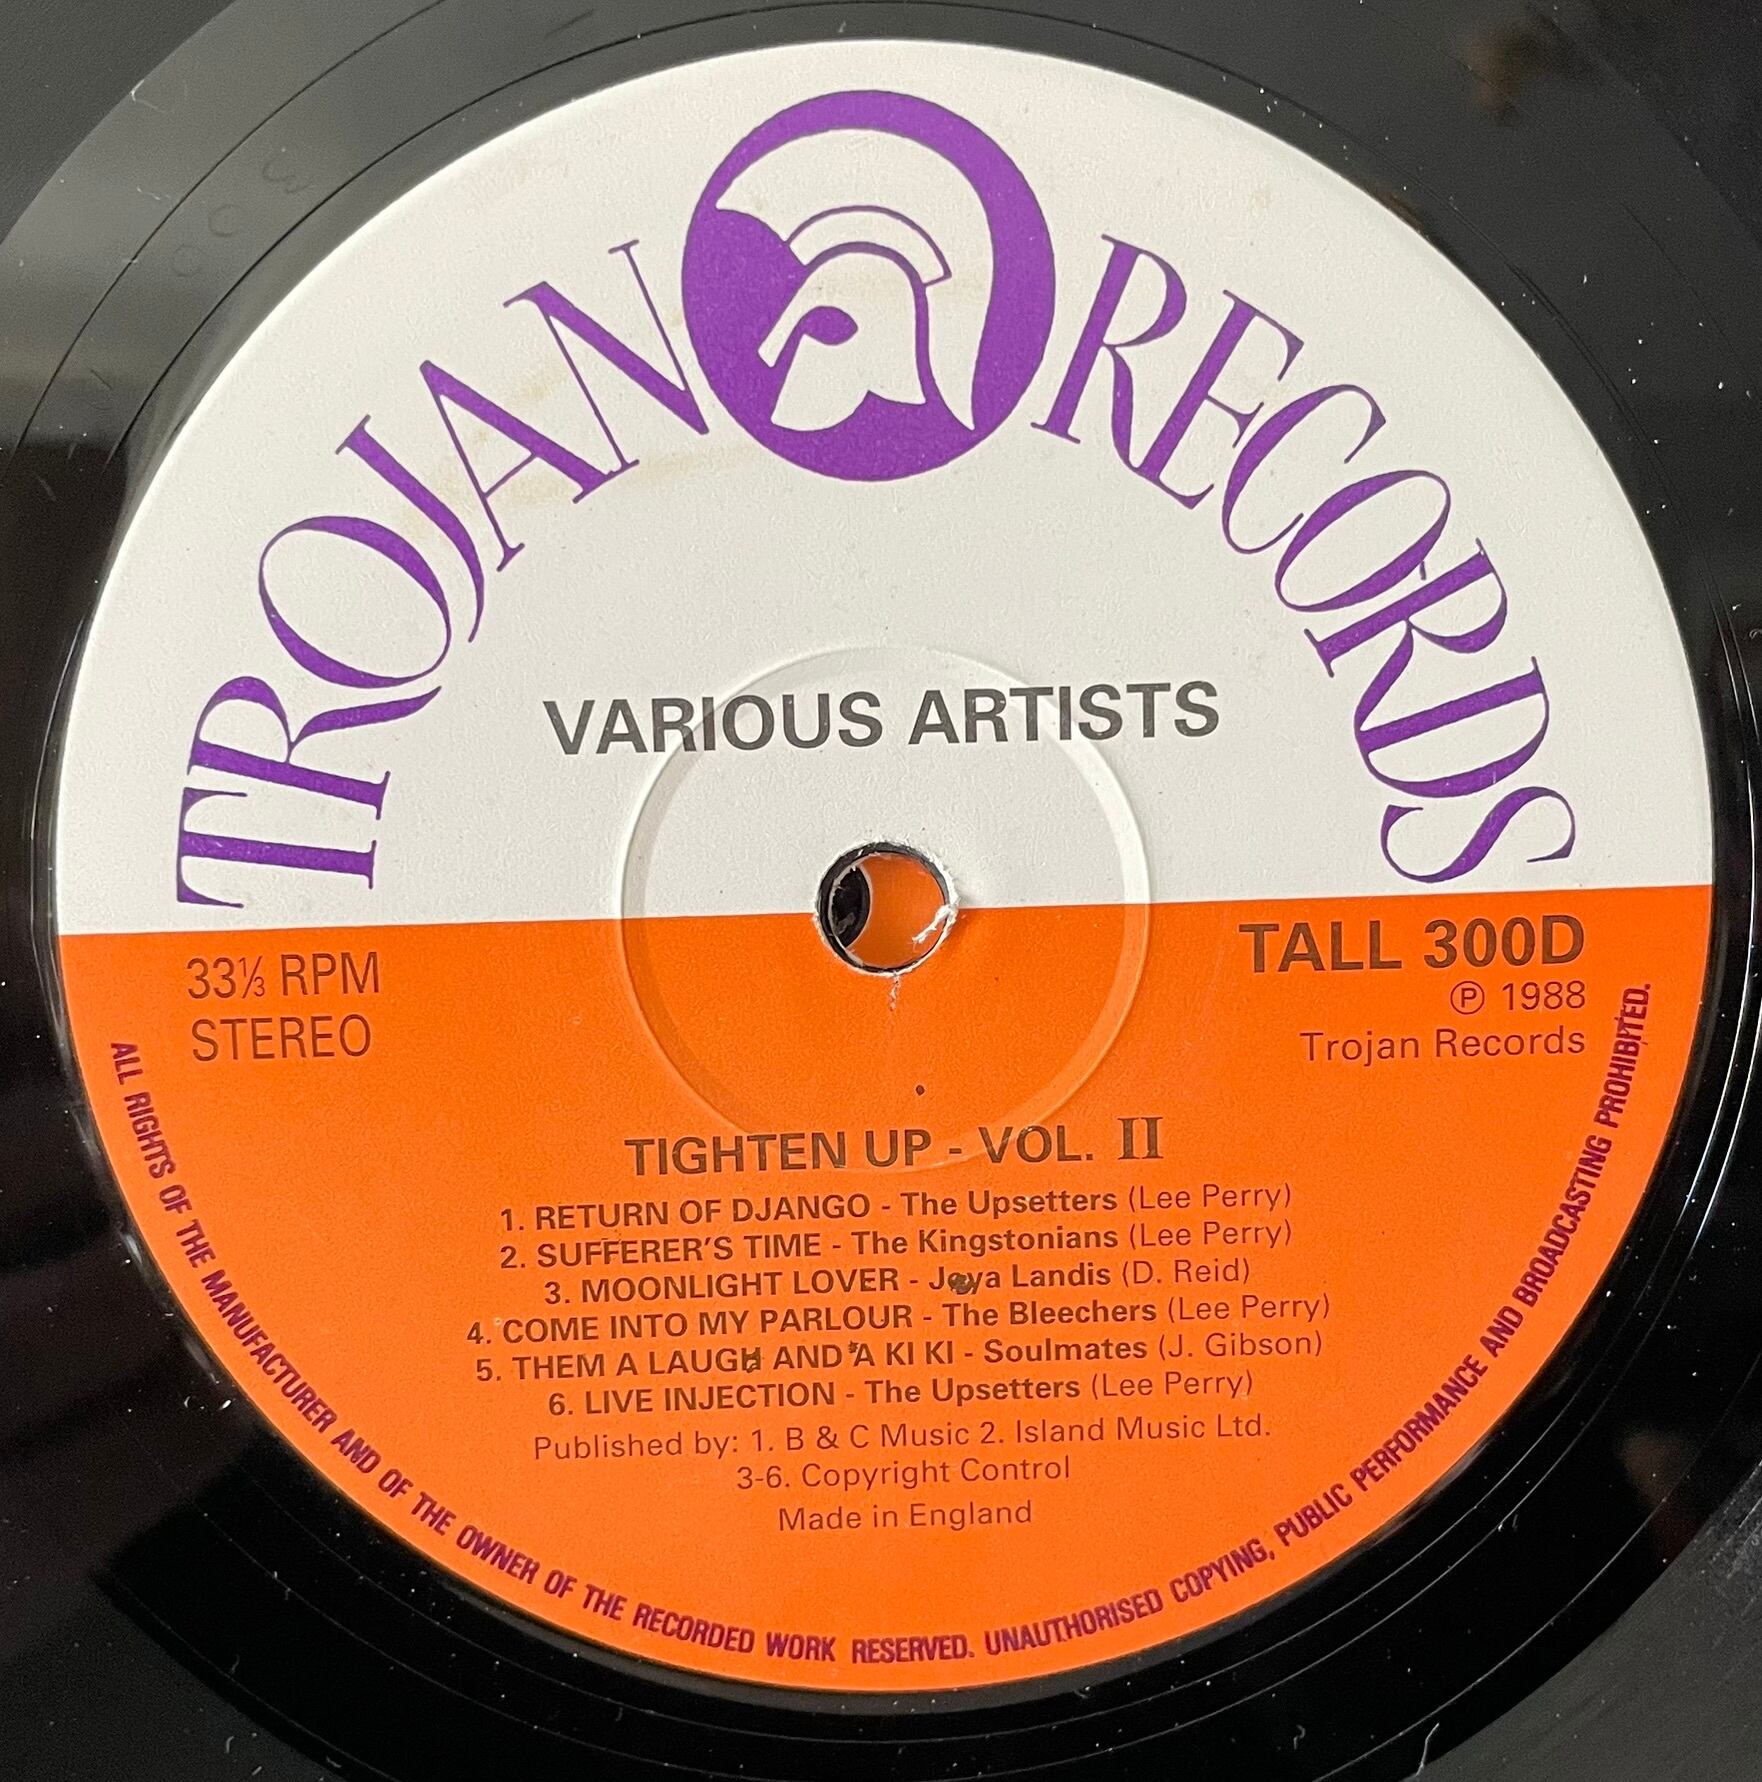 TROJAN RECORDS
VARIOUS ARTISTS
33⅓ RPM
STEREO
TALL 300D
℗ 1988
Trojan Records
TIGHTEN UP - VOL. II
1. RETURN OF DJANGO - The Upsetters (Lee Perry)
2. SUFFERER'S TIME - The Kingstonians (Lee Perry)
3. MOONLIGHT LOVER - Joya Landis (D. Reid)
4. COME INTO MY PARLOUR - The Bleechers (Lee Perry)
5. THEM A LAUGH AND A KI KI - Soulmates (J. Gibson)
6. LIVE INJECTION - The Upsetters (Lee Perry)
Published by: 1. B & C Music 2. Island Music Ltd.
3-6. Copyright Control
Made in England
ALL RIGHTS OF THE MANUFACTURER AND OF THE OWNER OF THE RECORDED WORK RESERVED. UNAUTHORISED COPYING, PUBLIC PERFORMANCE AND BROADCASTING PROHIBITED.